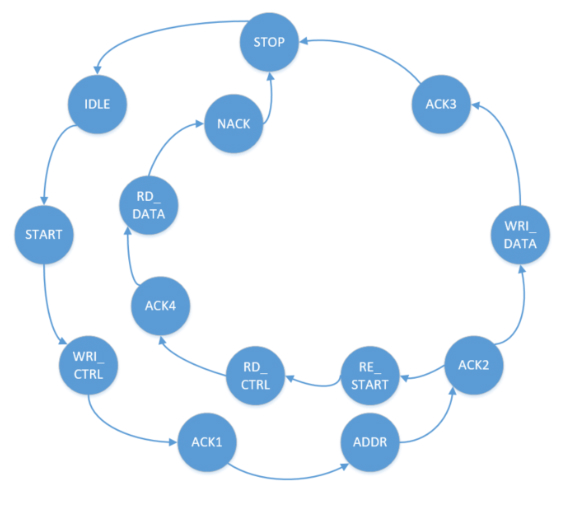 STOP
IDLE
ACK3
NACK
RD_
DATA
START
WRI_
DATA
ACK4
WRI_
CTRL
RD_
CTRL
RE_
START
ACK2
ACK1
ADDR